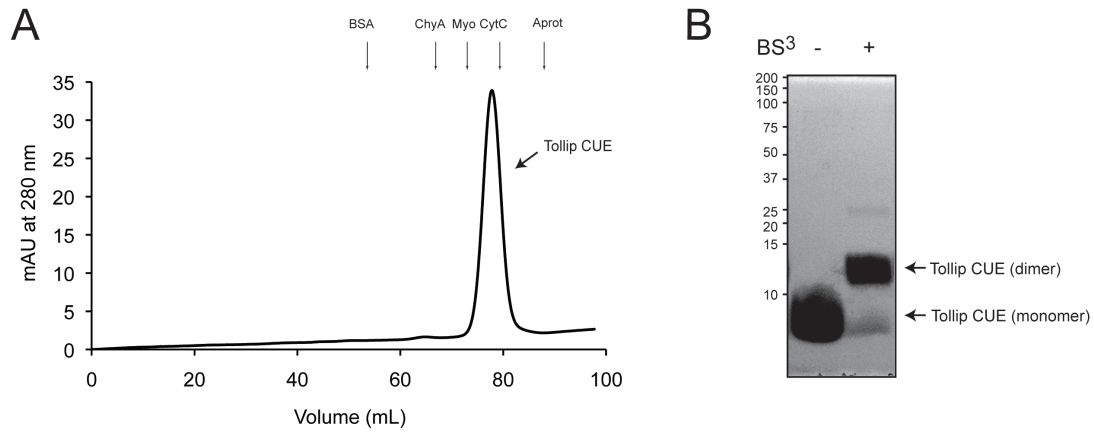 A
BSA ChyA Myo CytC Aprot
35
30
25
20
15
10
5
0
mAU at 280 nm
Tollip CUE
0 20 40 60 80 100
Volume (mL)
B
BS3 - +
200
150
100
75
50
37
25
20
15
10
Tollip CUE (dimer)
Tollip CUE (monomer)